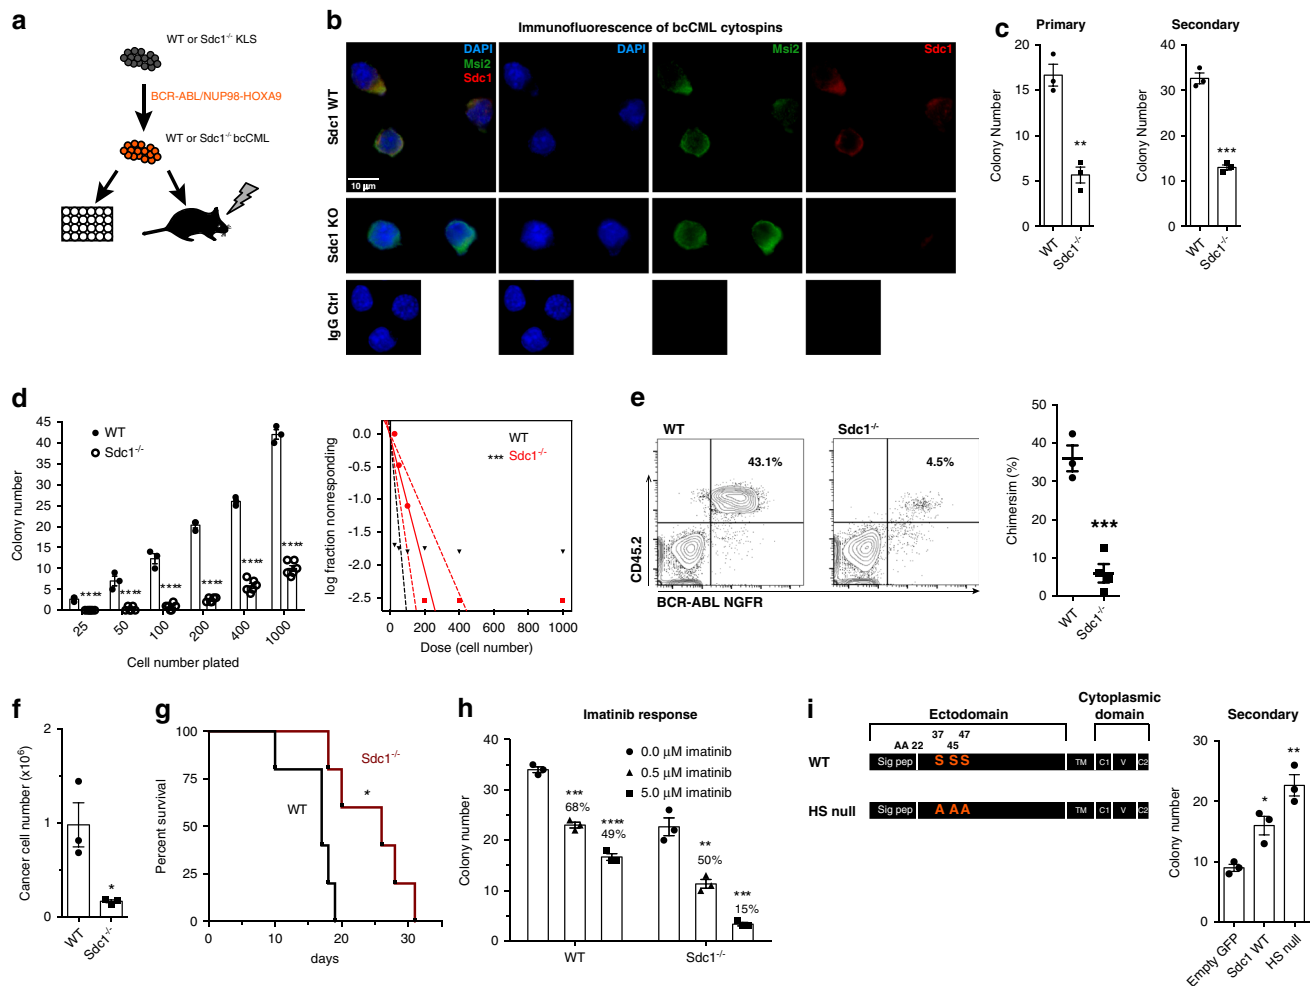 a
WT or Sdc1-/- KLS
BCR-ABL/NUP98-HOXA9
WT or Sdc1-/- bcCML
b
Immunofluorescence of bcCML cytospins
DAPI
Msi2
Sdc1
DAPI
Msi2
Sdc1
Sdc1 WT
10 µm
Sdc1 KO
IgG Ctrl
c
Primary
Secondary
Colony Number
20
15
10
5
0
**
WT
Sdc1-/-
Colony Number
40
30
20
10
0
***
WT
Sdc1-/-
d
Colony number
45
40
35
30
25
20
15
10
5
0
WT
Sdc1-/-
**** **** **** **** **** ****
25 50 100 200 400 1000
Cell number plated
log fraction nonresponding
0.0
-0.5
-1.0
-1.5
-2.0
-2.5
WT
*** Sdc1-/-
0 200 400 600 800 1000
Dose (cell number)
e
WT
43.1%
Sdc1-/-
4.5%
CD45.2
BCR-ABL NGFR
Chimersim (%)
50
40
30
20
10
0
***
WT
Sdc1-/-
f
Cancer cell number (x10⁶)
2
1
0
*
WT
Sdc1-/-
g
Percent survival
100
75
50
25
0
Sdc1-/-
*
WT
0 10 20 30
days
h
Imatinib response
Colony number
40
30
20
10
0
0.0 µM imatinib
0.5 µM imatinib
5.0 µM imatinib
***
68%
****
49%
**
50%
***
15%
WT
Sdc1-/-
i
Ectodomain
Cytoplasmic
domain
37 47
AA 22 45
WT
Sig pep S S S TM C1 V C2
HS null
Sig pep A A A TM C1 V C2
Secondary
Colony number
30
20
10
0
*
**
Empty GFP
Sdc1 WT
HS null